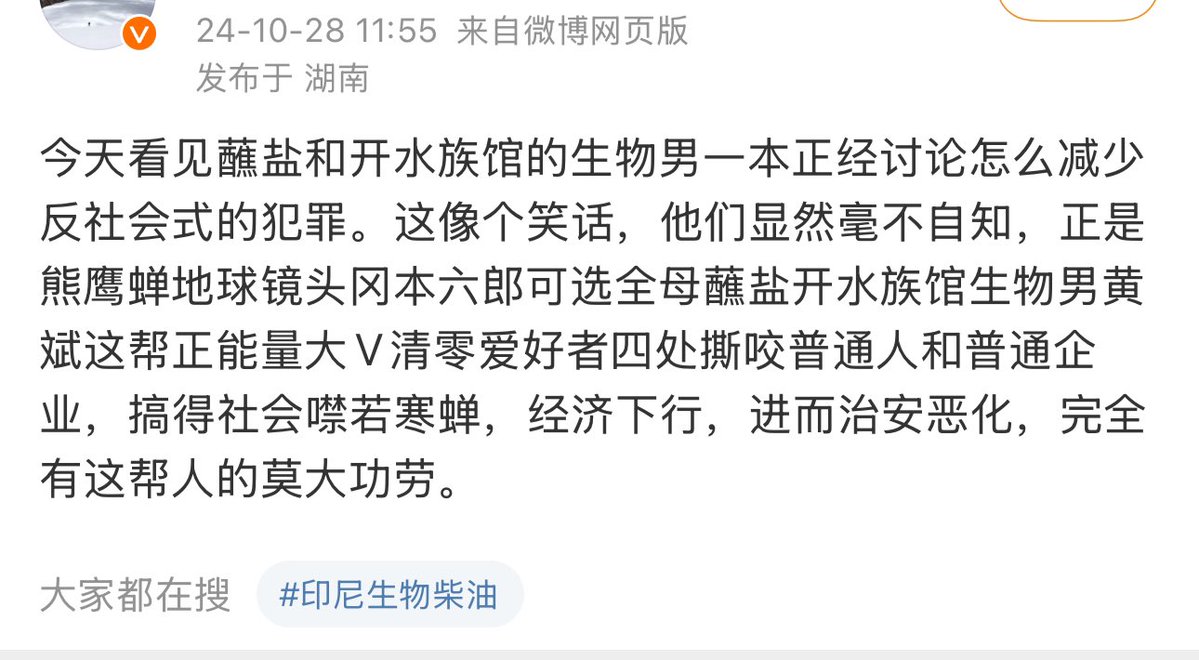 24-10-28 11:55 来自微博网页版
发布于 湖南
今天看见蘸盐和开水族馆的生物男一本正经讨论怎么减少
反社会式的犯罪。这像个笑话，他们显然毫不自知，正是
熊鹰蝉地球镜头冈本六郎可选全母蘸盐开水族馆生物男黄
斌这帮正能量大V清零爱好者四处撕咬普通人和普通企
业，搞得社会噤若寒蝉，经济下行，进而治安恶化，完全
有这帮人的莫大功劳。
大家都在搜 #印尼生物柴油